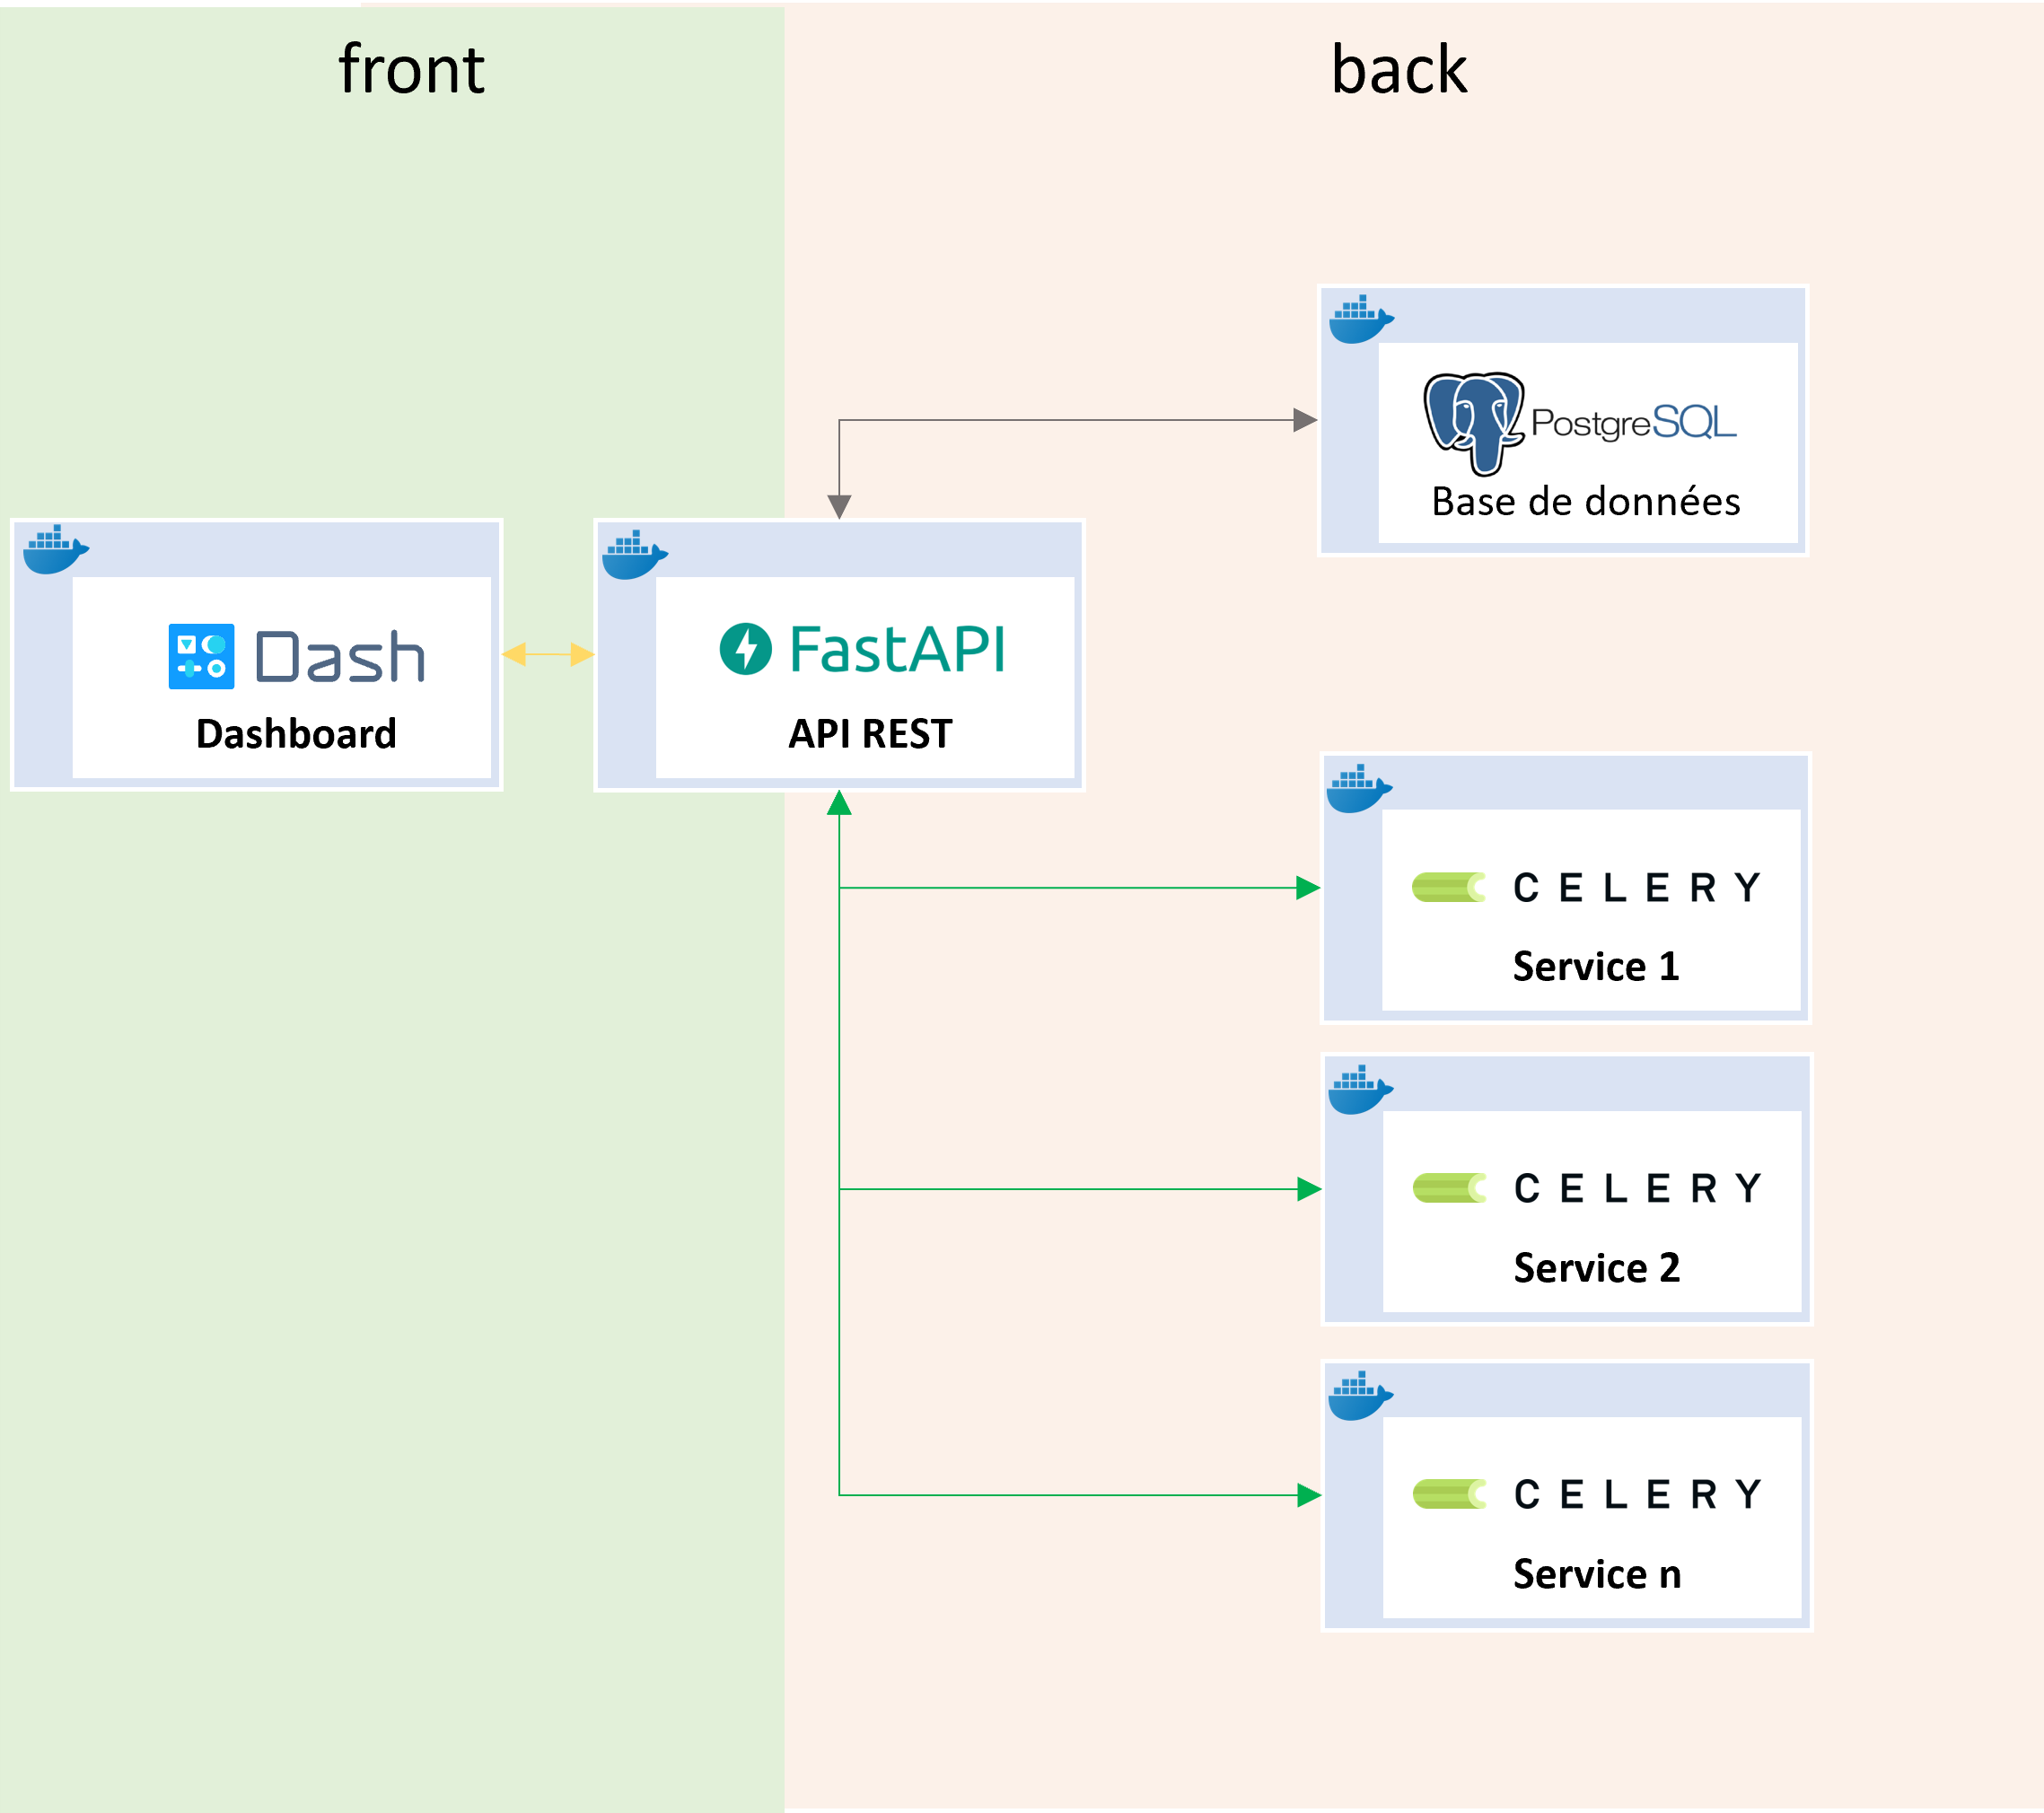 front
back
PostgreSQL
Base de données
Dash
Dashboard
FastAPI
API REST
CELERY
Service 1
CELERY
Service 2
CELERY
Service n